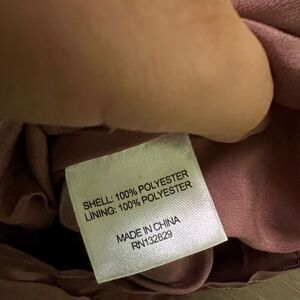 SHELL: 100% POLYESTER
LINING: 100% POLYESTER
MADE IN CHINA
RN132829